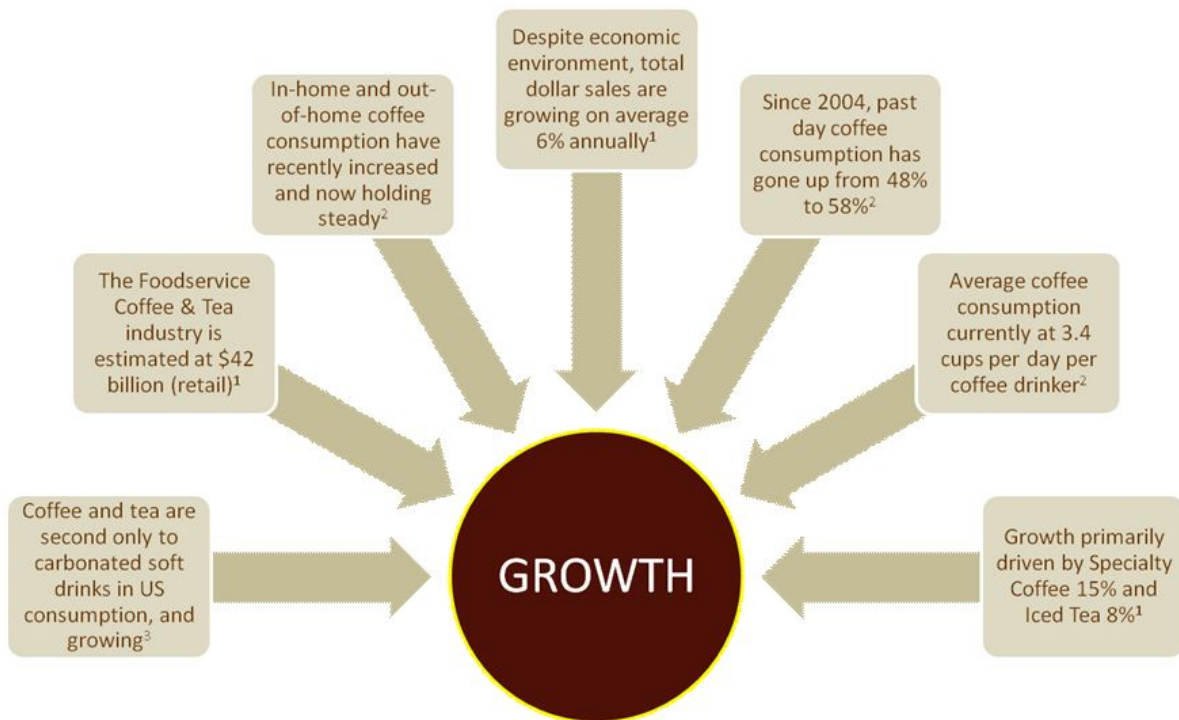 Despite economic
environment, total
dollar sales are
growing on average
6% annually¹
In-home and out-
of-home coffee
consumption have
recently increased
and now holding
steady²
Since 2004, past
day coffee
consumption has
gone up from 48%
to 58%²
The Foodservice
Coffee & Tea
industry is
estimated at $42
billion (retail)¹
Average coffee
consumption
currently at 3.4
cups per day per
coffee drinker²
Coffee and tea are
second only to
carbonated soft
drinks in US
consumption, and
growing³
GROWTH
Growth primarily
driven by Specialty
Coffee 15% and
Iced Tea 8%¹